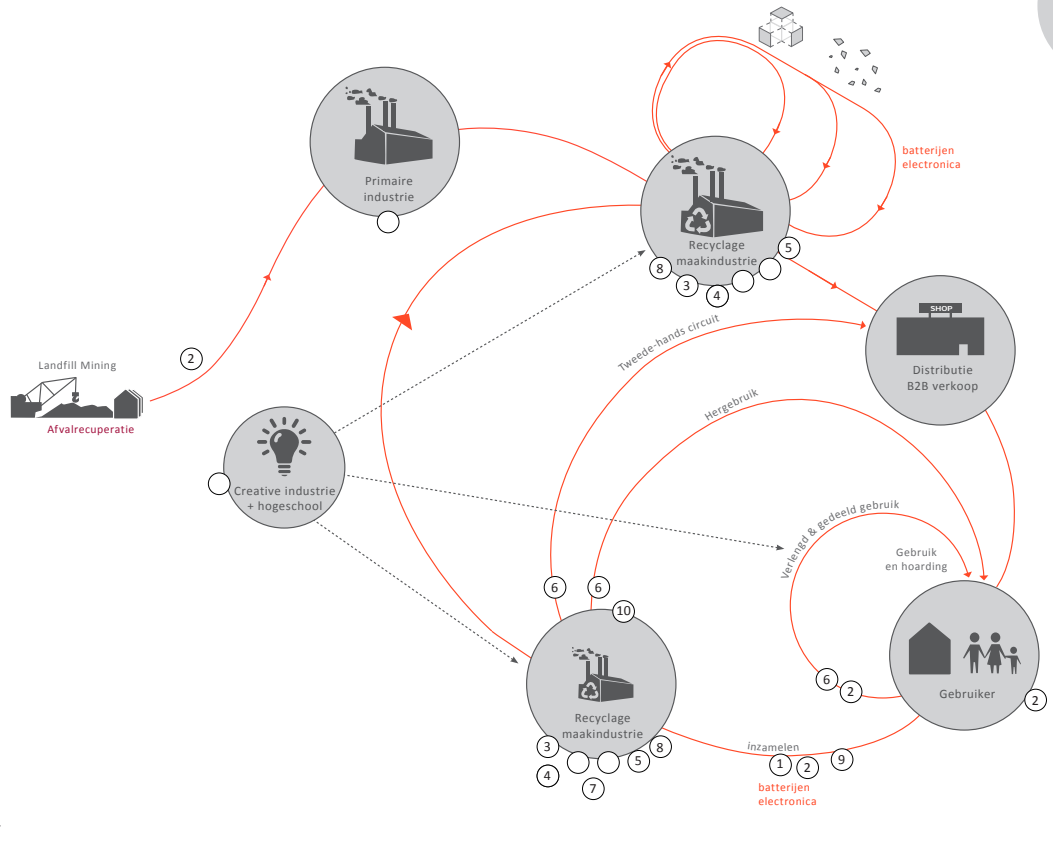 batterijen
electronica
Primaire
industrie
Recyclage
maakindustrie
5
8
3
4
SHOP
Distributie
B2B verkoop
Tweede-hands circuit
2
Landfill Mining
Afvalrecuperatie
Hergebruik
Creative industrie
+ hogeschool
Verlengd & gedeeld gebruik
Gebruik
en hoarding
6
6
10
Gebruiker
6
2
2
Recyclage
maakindustrie
3
4
7
5
8
inzamelen
1
2
9
batterijen
electronica